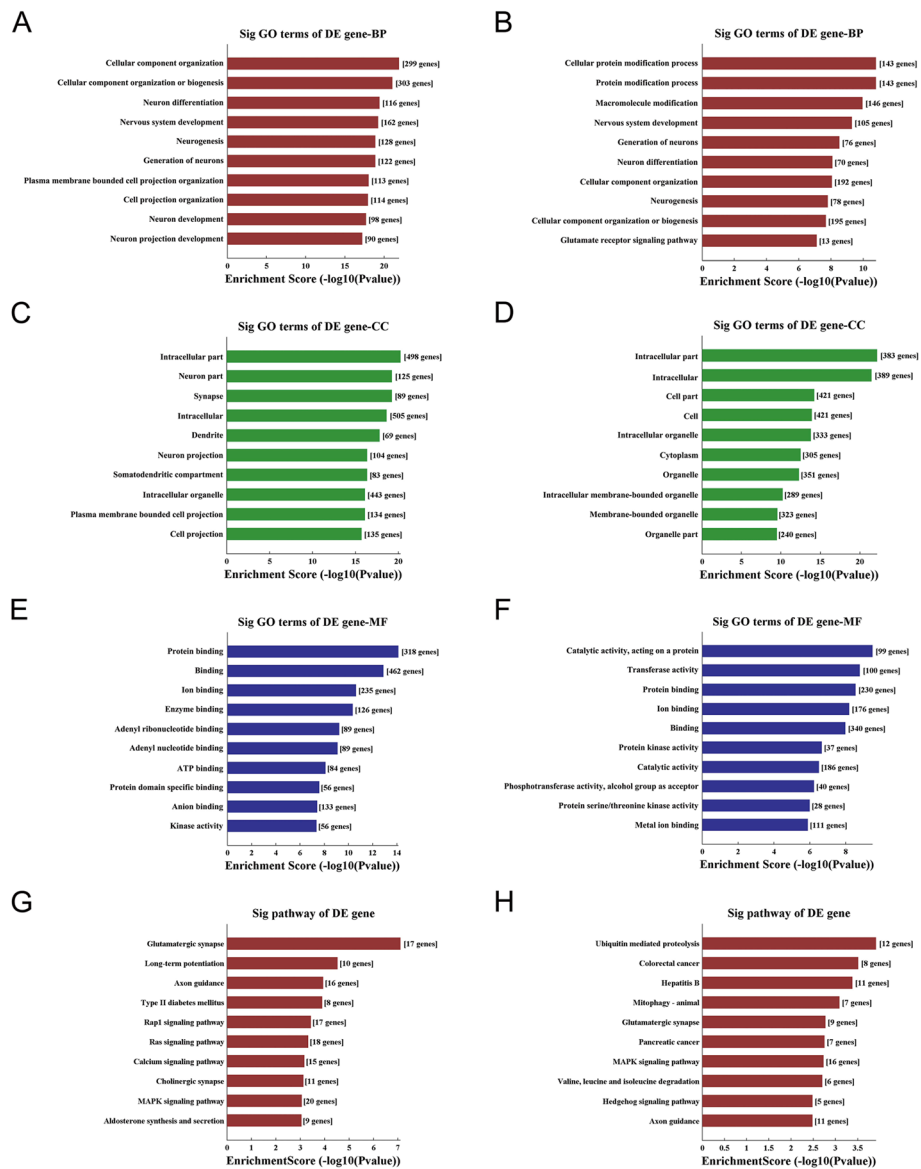 A
Sig GO terms of DE gene-BP
Cellular component organization [299 genes]
Cellular component organization or biogenesis [303 genes]
Neuron differentiation [116 genes]
Nervous system development [162 genes]
Neurogenesis [128 genes]
Generation of neurons [122 genes]
Plasma membrane bounded cell projection organization [113 genes]
Cell projection organization [114 genes]
Neuron development [98 genes]
Neuron projection development [90 genes]
0 5 10 15 20
Enrichment Score (-log10(Pvalue))
B
Sig GO terms of DE gene-BP
Cellular protein modification process [143 genes]
Protein modification process [143 genes]
Macromolecule modification [146 genes]
Nervous system development [105 genes]
Generation of neurons [76 genes]
Neuron differentiation [70 genes]
Cellular component organization [192 genes]
Neurogenesis [78 genes]
Cellular component organization or biogenesis [195 genes]
Glutamate receptor signaling pathway [13 genes]
0 2 4 6 8 10
Enrichment Score (-log10(Pvalue))
C
Sig GO terms of DE gene-CC
Intracellular part [498 genes]
Neuron part [125 genes]
Synapse [89 genes]
Intracellular [505 genes]
Dendrite [69 genes]
Neuron projection [104 genes]
Somatodendritic compartment [83 genes]
Intracellular organelle [443 genes]
Plasma membrane bounded cell projection [134 genes]
Cell projection [135 genes]
0 5 10 15 20
Enrichment Score (-log10(Pvalue))
D
Sig GO terms of DE gene-CC
Intracellular part [383 genes]
Intracellular [389 genes]
Cell part [421 genes]
Cell [421 genes]
Intracellular organelle [333 genes]
Cytoplasm [305 genes]
Organelle [351 genes]
Intracellular membrane-bounded organelle [289 genes]
Membrane-bounded organelle [323 genes]
Organelle part [240 genes]
0 5 10 15 20
Enrichment Score (-log10(Pvalue))
E
Sig GO terms of DE gene-MF
Protein binding [318 genes]
Binding [462 genes]
Ion binding [235 genes]
Enzyme binding [126 genes]
Adenyl ribonucleotide binding [89 genes]
Adenyl nucleotide binding [89 genes]
ATP binding [84 genes]
Protein domain specific binding [56 genes]
Anion binding [133 genes]
Kinase activity [56 genes]
0 2 4 6 8 10 12 14
Enrichment Score (-log10(Pvalue))
F
Sig GO terms of DE gene-MF
Catalytic activity, acting on a protein [99 genes]
Transferase activity [100 genes]
Protein binding [230 genes]
Ion binding [176 genes]
Binding [340 genes]
Protein kinase activity [37 genes]
Catalytic activity [186 genes]
Phosphotransferase activity, alcohol group as acceptor [40 genes]
Protein serine/threonine kinase activity [28 genes]
Metal ion binding [111 genes]
0 2 4 6 8
Enrichment Score (-log10(Pvalue))
G
Sig pathway of DE gene
Glutamatergic synapse [17 genes]
Long-term potentiation [10 genes]
Axon guidance [16 genes]
Type II diabetes mellitus [8 genes]
Rap1 signaling pathway [17 genes]
Ras signaling pathway [18 genes]
Calcium signaling pathway [15 genes]
Cholinergic synapse [11 genes]
MAPK signaling pathway [20 genes]
Aldosterone synthesis and secretion [9 genes]
0 1 2 3 4 5 6 7
EnrichmentScore (-log10(Pvalue))
H
Sig pathway of DE gene
Ubiquitin mediated proteolysis [12 genes]
Colorectal cancer [8 genes]
Hepatitis B [11 genes]
Mitophagy - animal [7 genes]
Glutamatergic synapse [9 genes]
Pancreatic cancer [7 genes]
MAPK signaling pathway [16 genes]
Valine, leucine and isoleucine degradation [6 genes]
Hedgehog signaling pathway [5 genes]
Axon guidance [11 genes]
0 0.5 1 1.5 2 2.5 3 3.5
EnrichmentScore (-log10(Pvalue))